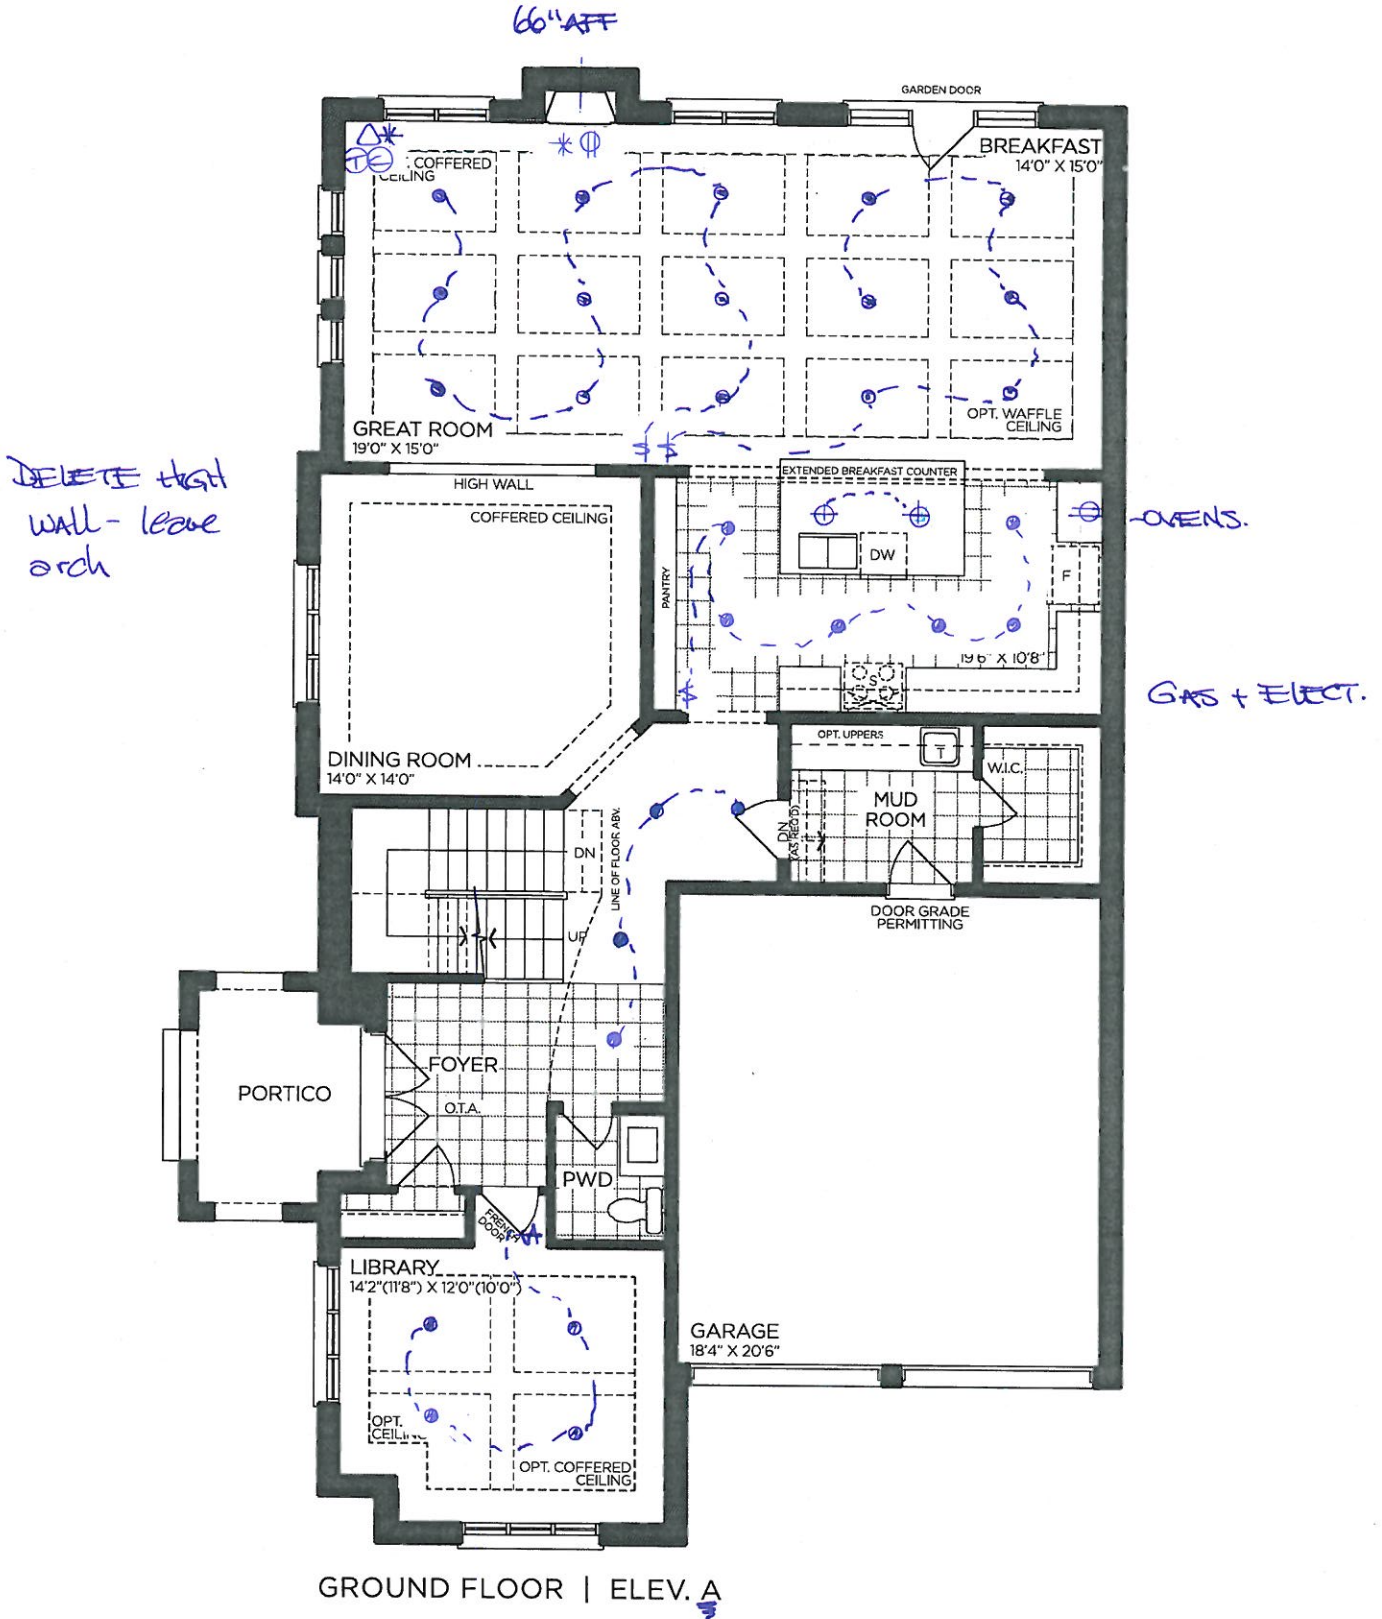 66" AFF
GARDEN DOOR
BREAKFAST
14'0" X 15'0"
T
COFFERED
CEILING
OPT. WAFFLE
CEILING
GREAT ROOM
19'0" X 15'0"
$ $
DELETE HIGH
WALL - leave
arch
HIGH WALL
EXTENDED BREAKFAST COUNTER
COFFERED CEILING
-OVENS.
DW
F
PANTRY
19'6" X 10'8"
S
$
GAS + ELECT.
OPT. UPPERS
T
W.I.C.
DINING ROOM
14'0" X 14'0"
MUD
ROOM
DN
(AS REQ'D)
LINE OF FLOOR ABV.
DN
UP
DOOR GRADE
PERMITTING
FOYER
O.T.A.
PORTICO
PWD
FRENCH
DOOR
LIBRARY
14'2"(11'8") X 12'0"(10'0")
GARAGE
18'4" X 20'6"
OPT.
CEILING
OPT. COFFERED
CEILING
GROUND FLOOR | ELEV. A